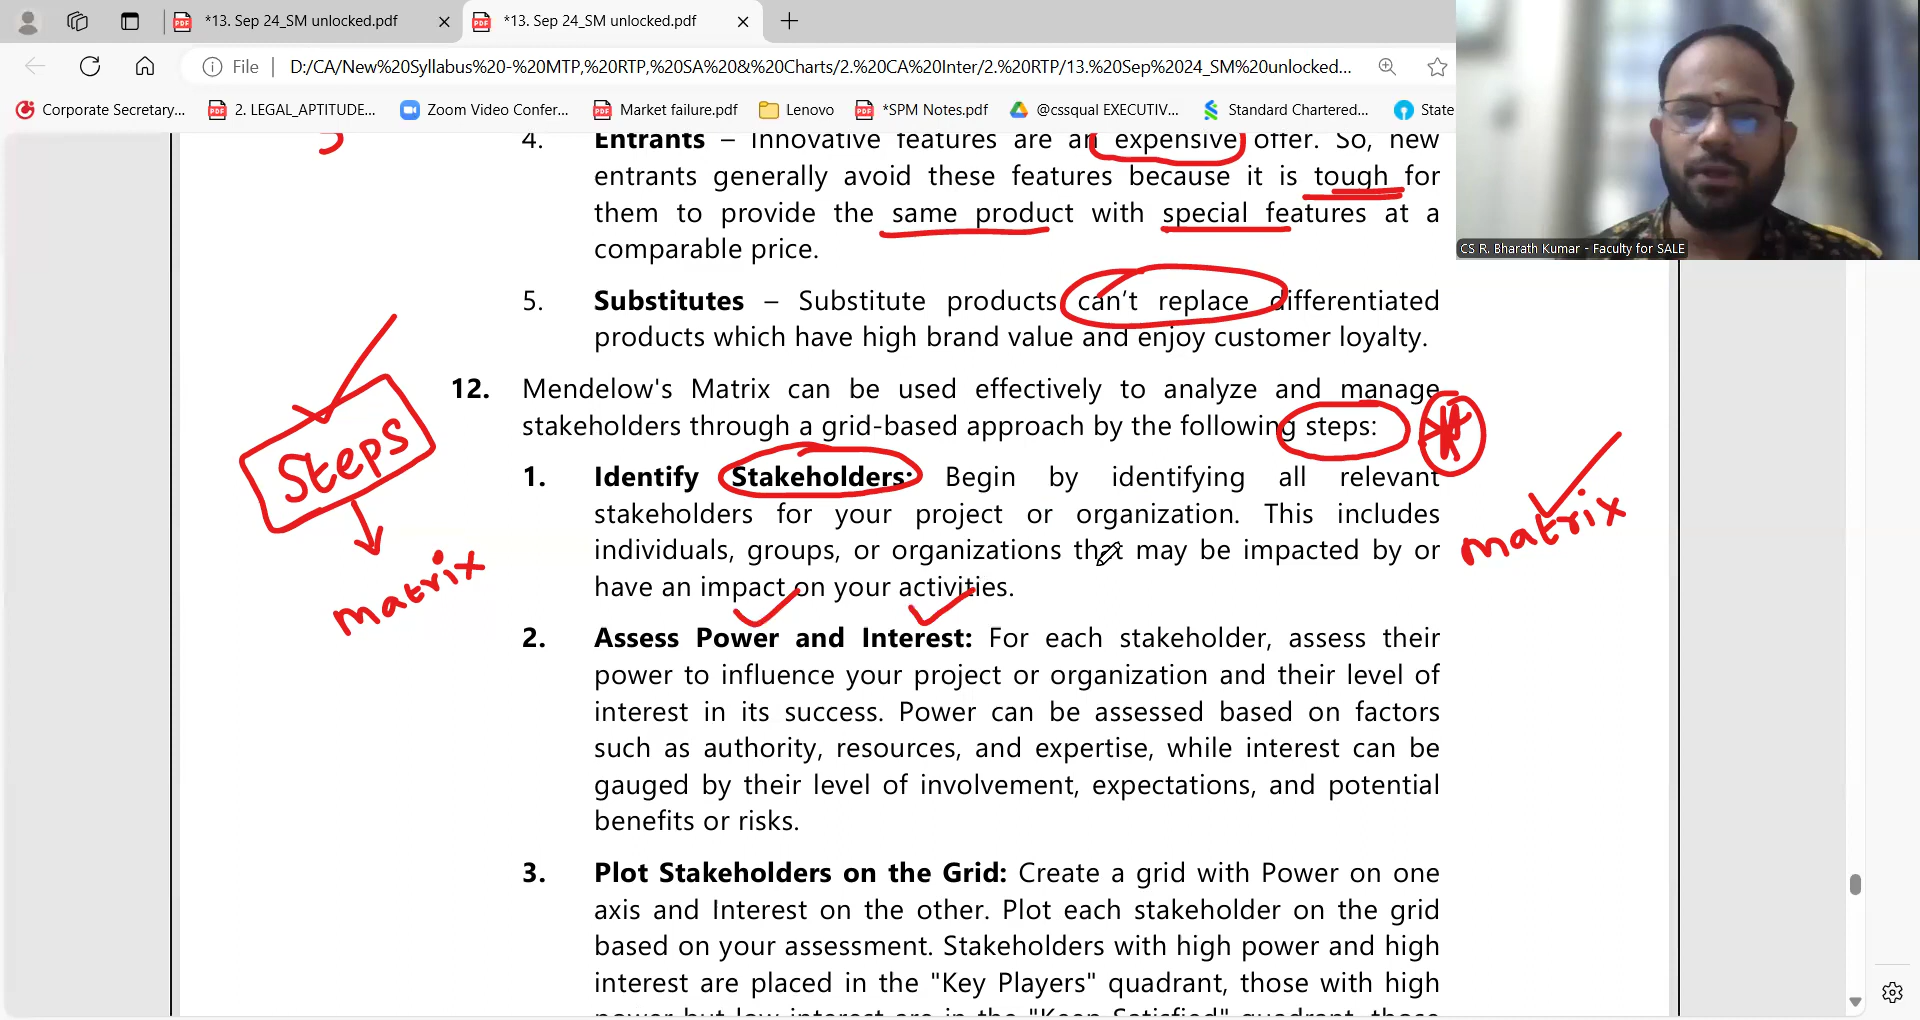 *13. Sep 24_SM unlocked.pdf
*13. Sep 24_SM unlocked.pdf
File
D:/CA/New%20Syllabus%20-%20MTP,%20RTP,%20SA%20&%20Charts/2.%20CA%20Inter/2.%20RTP/13.%20Sep%2024_SM%20unlocked...
Corporate Secretary...
2. LEGAL_APTITUDE...
Zoom Video Confer...
Market failure.pdf
Lenovo
*SPM Notes.pdf
@cssqual EXECUTIV...
Standard Chartered...
State
CS R. Bharath Kumar - Faculty for SALE
4. Entrants – Innovative features are an expensive offer. So, new
entrants generally avoid these features because it is tough for
them to provide the same product with special features at a
comparable price.
5. Substitutes – Substitute products can't replace differentiated
products which have high brand value and enjoy customer loyalty.
12. Mendelow's Matrix can be used effectively to analyze and manage
stakeholders through a grid-based approach by the following steps:
Steps
matrix
1. Identify Stakeholders: Begin by identifying all relevant
stakeholders for your project or organization. This includes
individuals, groups, or organizations that may be impacted by or
have an impact on your activities.
matrix
2. Assess Power and Interest: For each stakeholder, assess their
power to influence your project or organization and their level of
interest in its success. Power can be assessed based on factors
such as authority, resources, and expertise, while interest can be
gauged by their level of involvement, expectations, and potential
benefits or risks.
3. Plot Stakeholders on the Grid: Create a grid with Power on one
axis and Interest on the other. Plot each stakeholder on the grid
based on your assessment. Stakeholders with high power and high
interest are placed in the "Key Players" quadrant, those with high
power but low interest are in the "Keep Satisfied" quadrant, those